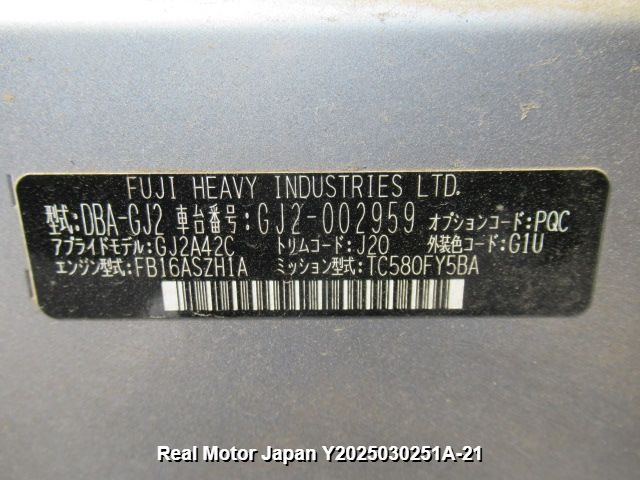 FUJI HEAVY INDUSTRIES LTD.
型式:DBA-GJ2 車台番号:GJ2-002959 オプションコード:PQC
アプライドモデル:GJ2A42C トリムコード:J20 外装色コード:G1U
エンジン型式:FB16ASZH1A ミッション型式:TC580FY5BA
Real Motor Japan Y2025030251A-21